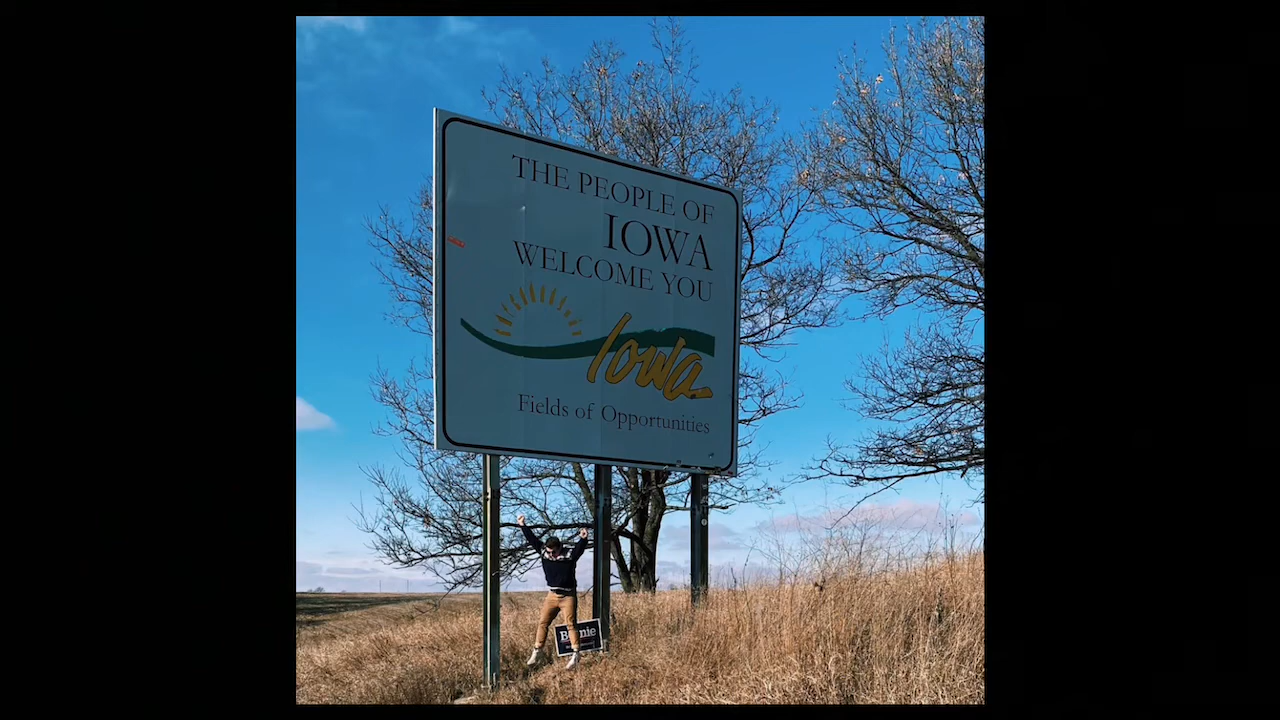 THE PEOPLE OF
IOWA
WELCOME YOU
Iowa
Fields of Opportunities
Bernie